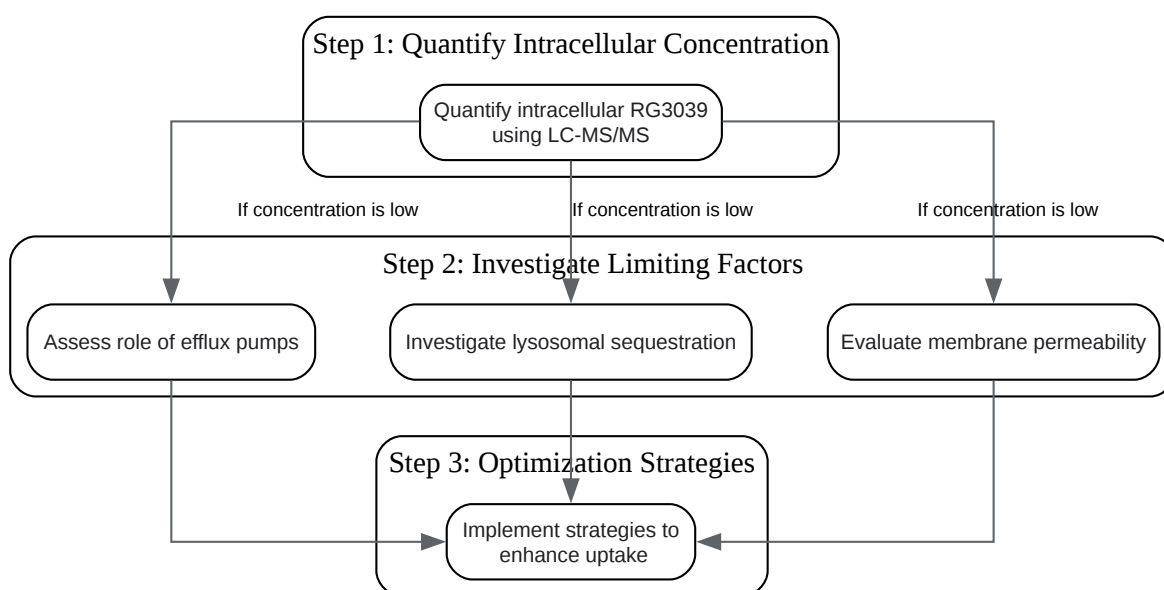 Step 1: Quantify Intracellular Concentration
Quantify intracellular RG3039
using LC-MS/MS
If concentration is low
If concentration is low
If concentration is low
Step 2: Investigate Limiting Factors
Assess role of efflux pumps
Investigate lysosomal sequestration
Evaluate membrane permeability
Step 3: Optimization Strategies
Implement strategies to
enhance uptake